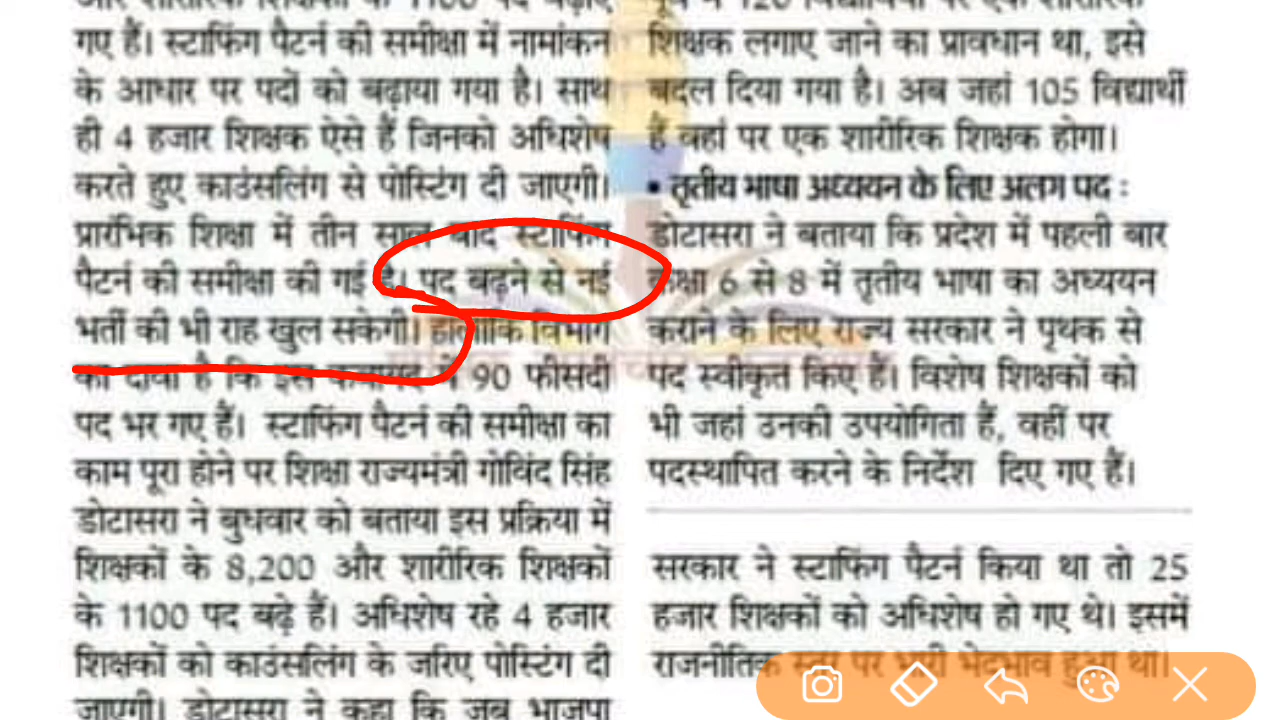 गए हैं। स्टाफिंग पैटर्न की समीक्षा में नामांकन
के आधार पर पदों को बढ़ाया गया है। साथ
ही 4 हजार शिक्षक ऐसे हैं जिनको अधिशेष
करते हुए काउंसलिंग से पोस्टिंग दी जाएगी।
प्रारंभिक शिक्षा में तीन साल बाद स्टाफिंग
पैटर्न की समीक्षा की गई है। पद बढ़ने से नई
भर्ती की भी राह खुल सकेगी। हालांकि विभाग
का दावा है कि इस कवायद में 90 फीसदी
पद भर गए हैं। स्टाफिंग पैटर्न की समीक्षा का
काम पूरा होने पर शिक्षा राज्यमंत्री गोविंद सिंह
डोटासरा ने बुधवार को बताया इस प्रक्रिया में
शिक्षकों के 8,200 और शारीरिक शिक्षकों
के 1100 पद बढ़े हैं। अधिशेष रहे 4 हजार
शिक्षकों को काउंसलिंग के जरिए पोस्टिंग दी
जाएगी। डोटासरा ने कहा कि जब भाजपा
शिक्षक लगाए जाने का प्रावधान था, इसे
बदल दिया गया है। अब जहां 105 विद्यार्थी
हैं वहां पर एक शारीरिक शिक्षक होगा।
• तृतीय भाषा अध्ययन के लिए अलग पद :
डोटासरा ने बताया कि प्रदेश में पहली बार
कक्षा 6 से 8 में तृतीय भाषा का अध्ययन
कराने के लिए राज्य सरकार ने पृथक से
पद स्वीकृत किए हैं। विशेष शिक्षकों को
भी जहां उनकी उपयोगिता हैं, वहीं पर
पदस्थापित करने के निर्देश दिए गए हैं।
सरकार ने स्टाफिंग पैटर्न किया था तो 25
हजार शिक्षकों को अधिशेष हो गए थे। इसमें
राजनीतिक स्तर पर भारी भेदभाव हुआ था।